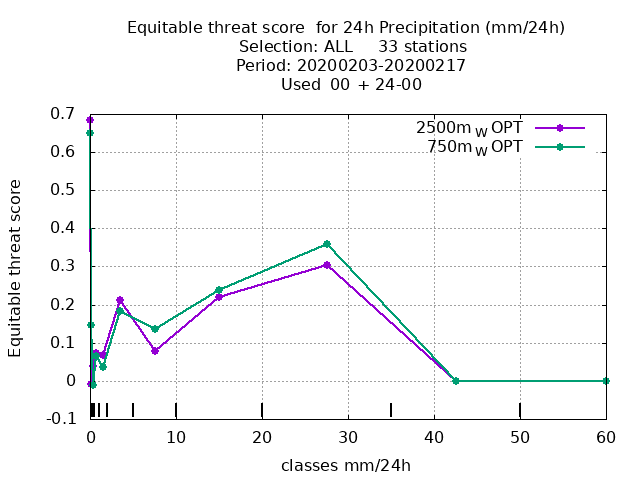 Equitable threat score  for 24h Precipitation (mm/24h)
Selection: ALL     33 stations
Period: 20200203-20200217
Used  00 + 24-00
2500m W OPT
750m W OPT
Equitable threat score
0.7
0.6
0.5
0.4
0.3
0.2
0.1
0
-0.1
0 10 20 30 40 50 60
classes mm/24h